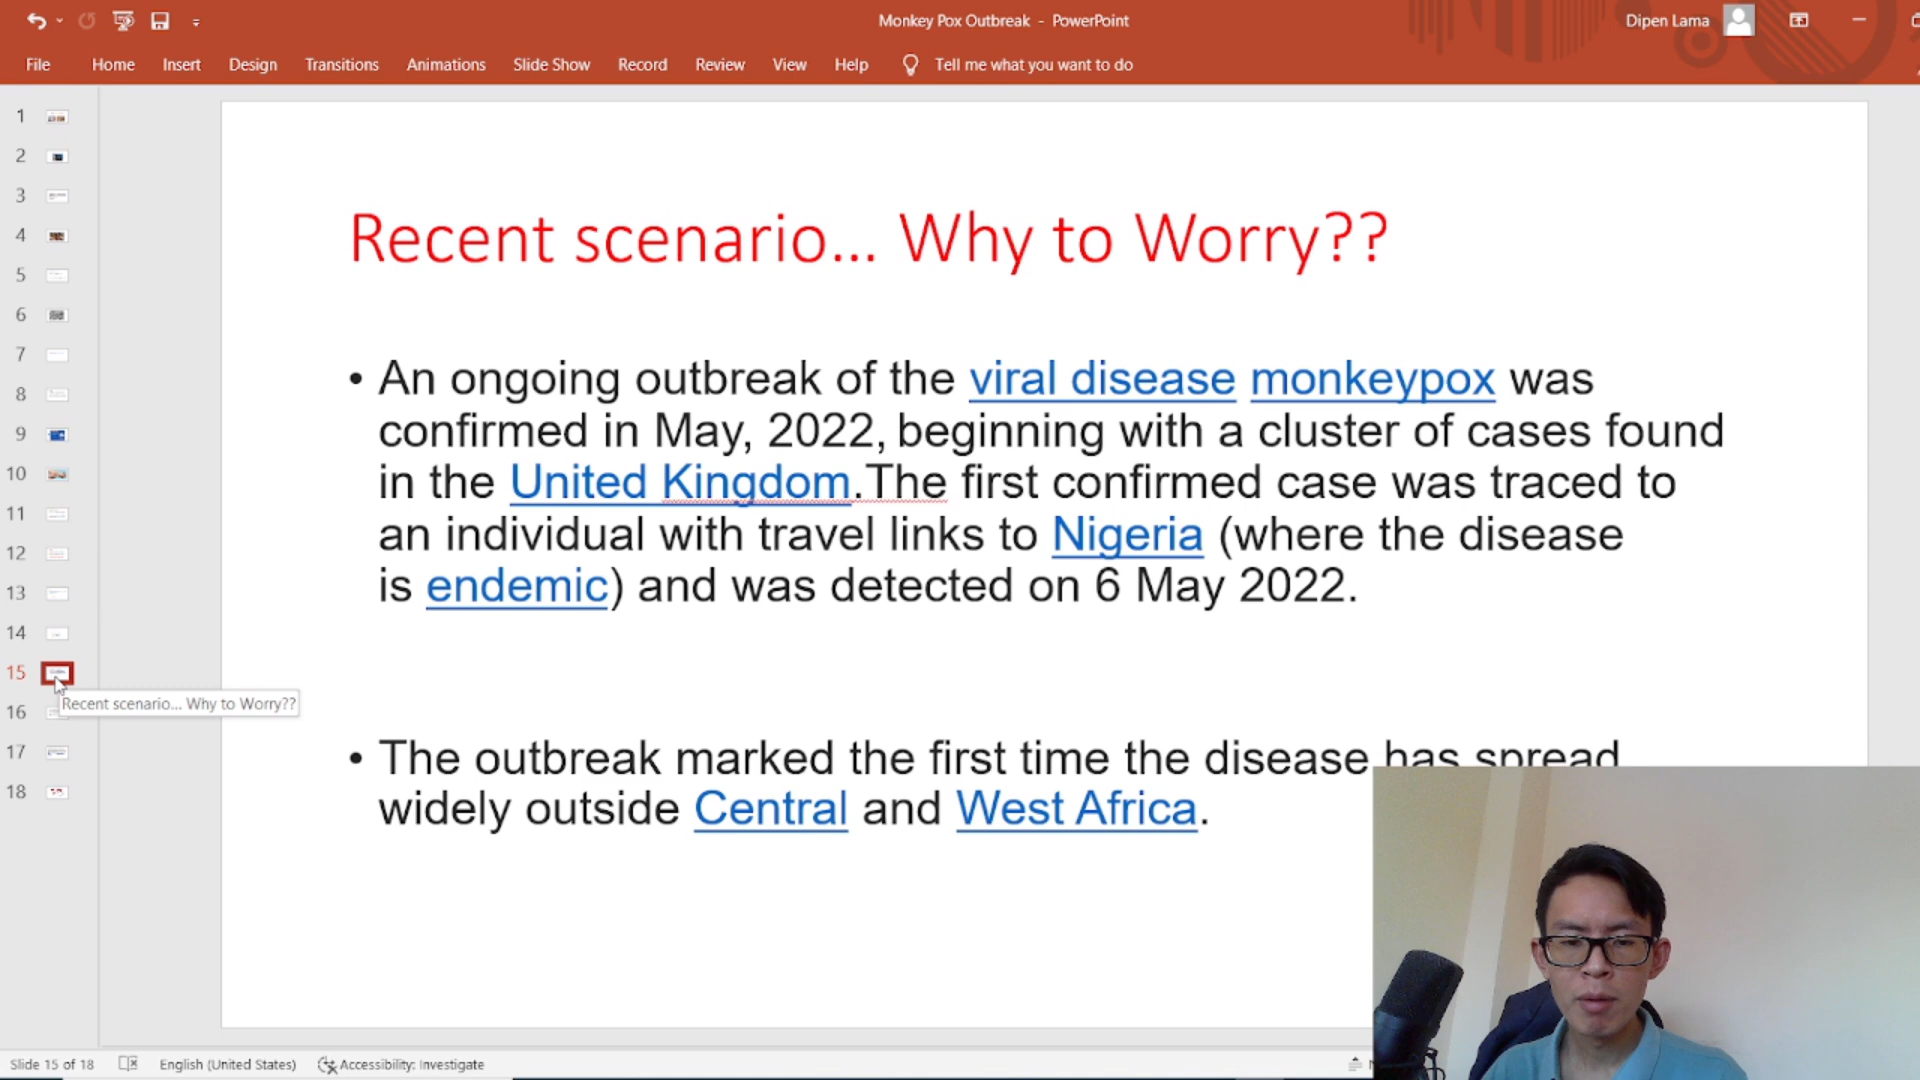 Monkey Pox Outbreak - PowerPoint
Dipen Lama
File Home Insert Design Transitions Animations Slide Show Record Review View Help Tell me what you want to do
1
2
3
4
5
6
7
8
9
10
11
12
13
14
15
16
17
18
Recent scenario... Why to Worry??
Recent scenario... Why to Worry??
• An ongoing outbreak of the viral disease monkeypox was
confirmed in May, 2022, beginning with a cluster of cases found
in the United Kingdom.The first confirmed case was traced to
an individual with travel links to Nigeria (where the disease
is endemic) and was detected on 6 May 2022.
• The outbreak marked the first time the disease has spread
widely outside Central and West Africa.
Slide 15 of 18 English (United States) Accessibility: Investigate